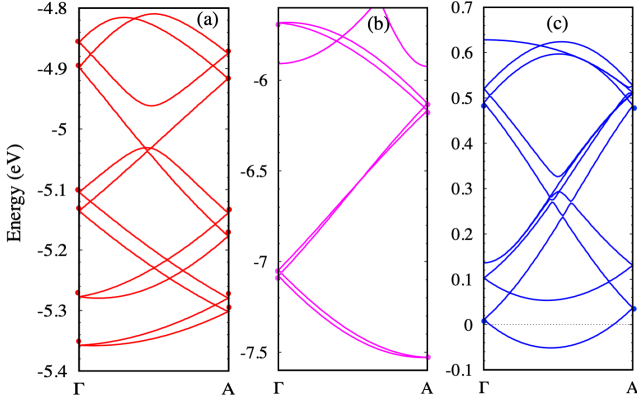 (a)
(b)
(c)
Energy (eV)
-4.8
-4.9
-5
-5.1
-5.2
-5.3
-5.4
Γ
A
-6
-6.5
-7
-7.5
Γ
A
0.7
0.6
0.5
0.4
0.3
0.2
0.1
0
-0.1
Γ
A